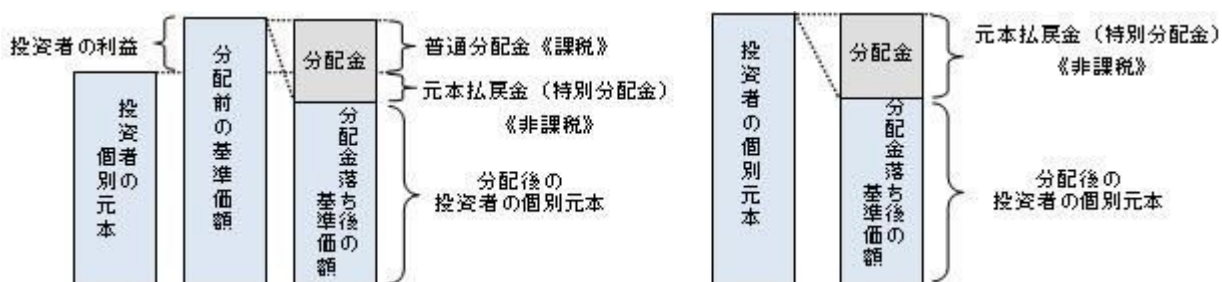 投資者の利益
投資者の
個別元本
分配前の基準価額
分配金
分配金落ち後の
基準価額
普通分配金《課税》
元本払戻金（特別分配金）
《非課税》
分配後の
投資者の個別元本
投資者の個別元本
分配金
分配金落ち後の
基準価額
元本払戻金（特別分配金）
《非課税》
分配後の
投資者の個別元本